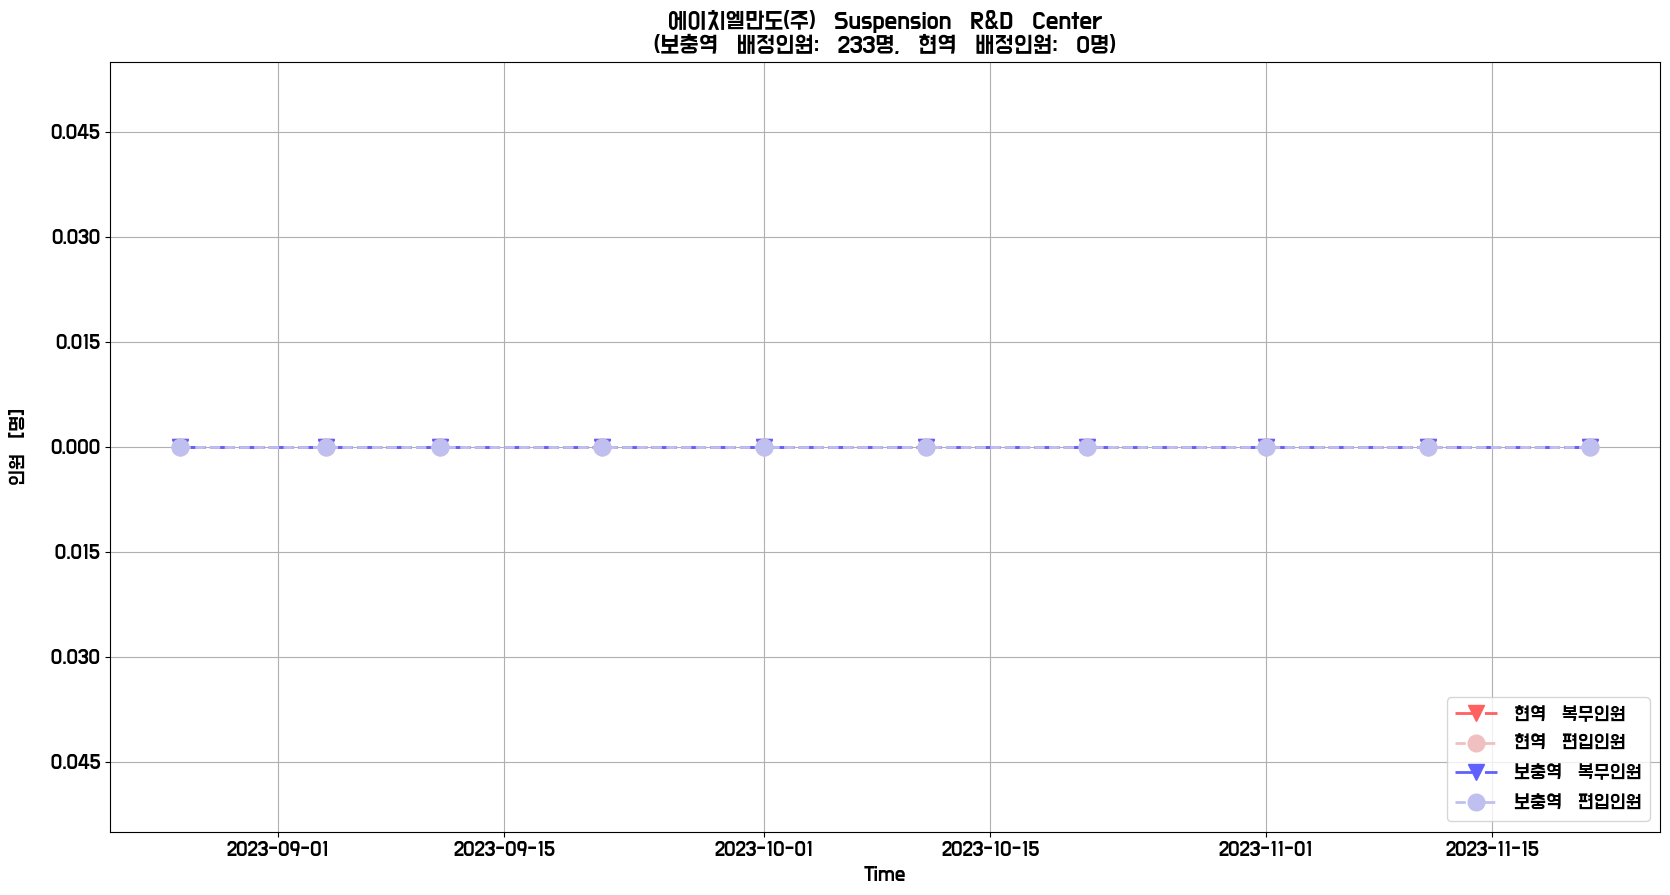 에이치엘만도(주) Suspension R&D Center
(보충역 배정인원: 233명, 현역 배정인원: 0명)
인원 [명]
0.045
0.030
0.015
0.000
0.015
0.030
0.045
현역 복무인원
현역 편입인원
보충역 복무인원
보충역 편입인원
2023-09-01 2023-09-15 2023-10-01 2023-10-15 2023-11-01 2023-11-15
Time